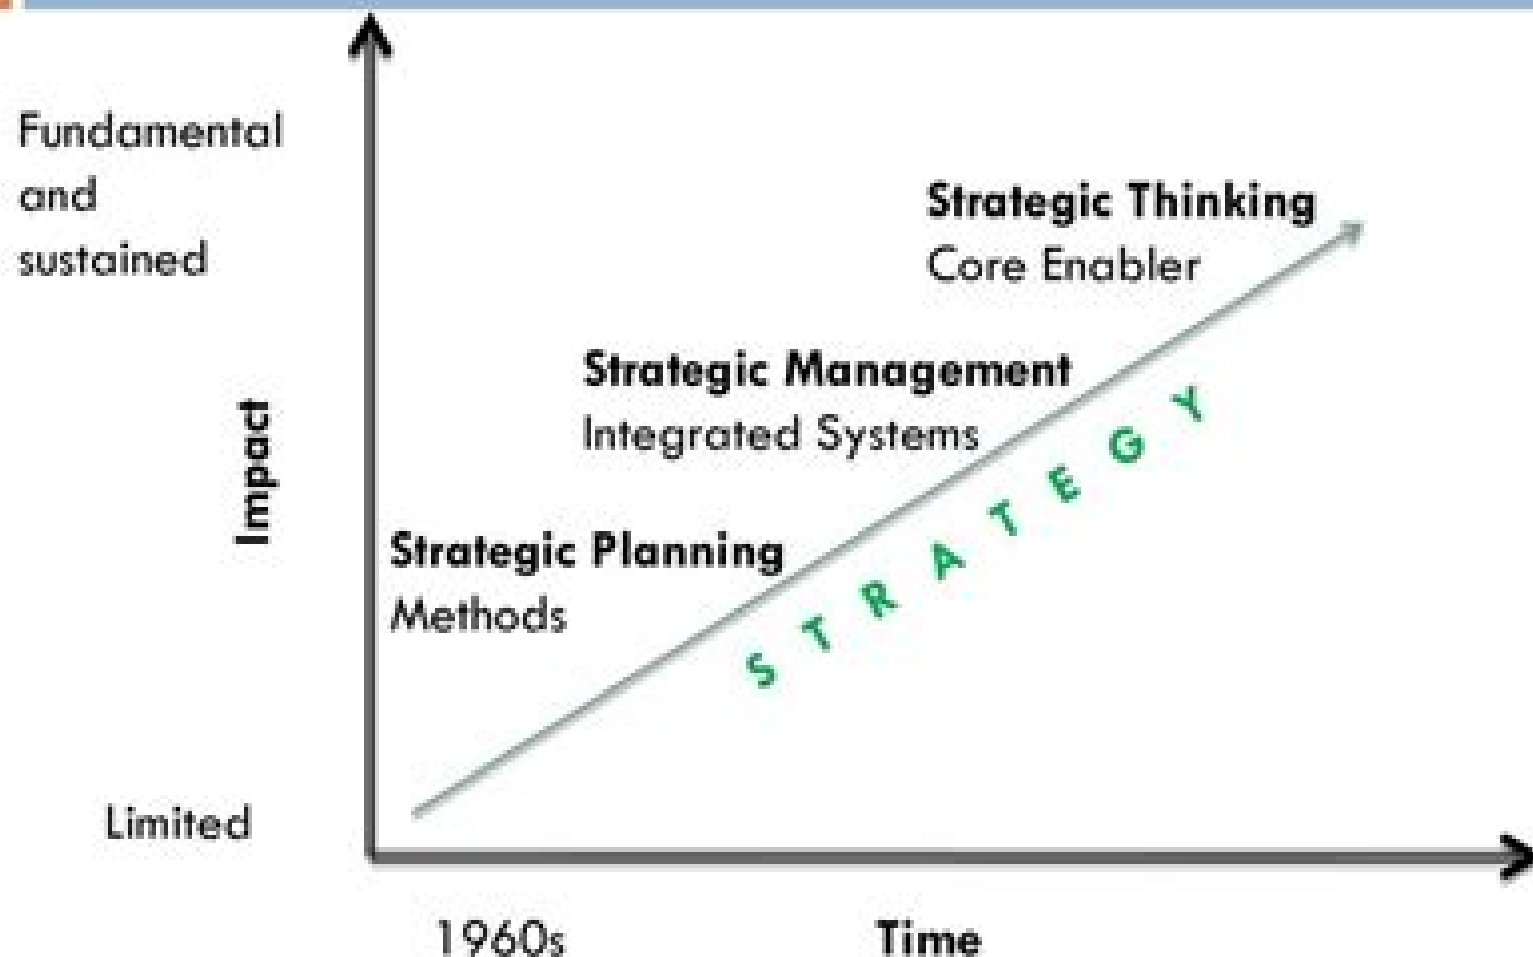 Fundamental
and
sustained
Strategic Thinking
Core Enabler
Strategic Management
Integrated Systems
Impact
Strategic Planning
Methods
STRATEGY
Limited
1960s
Time